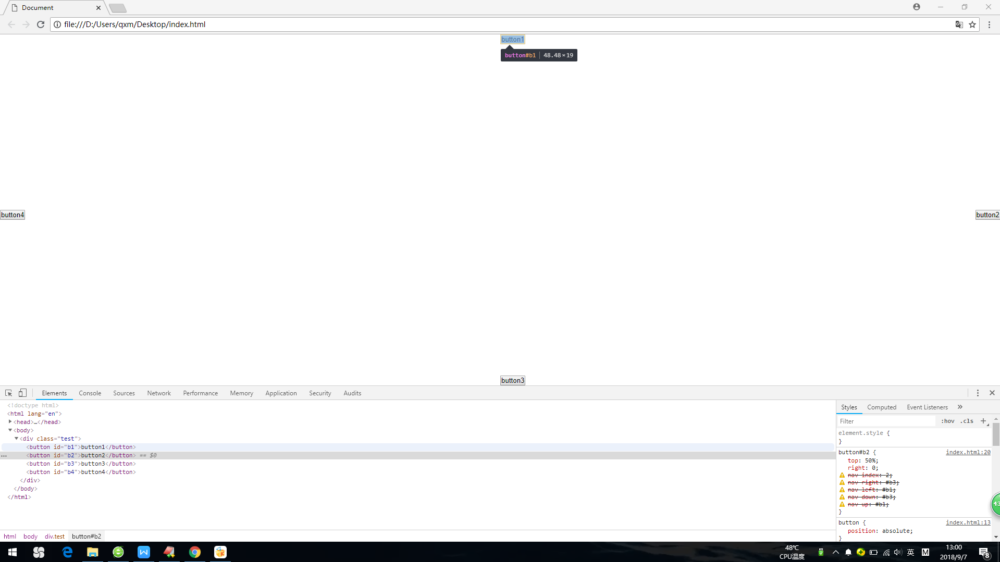 Document
file:///D:/Users/qxm/Desktop/index.html
button1
button#b1 48.48×19
button4
button2
button3
Elements Console Sources Network Performance Memory Application Security Audits
<!doctype html>
<html lang="en">
<head>…</head>
<body>
<div class="test">
<button id="b1">button1</button>
<button id="b2">button2</button> == $0
<button id="b3">button3</button>
<button id="b4">button4</button>
</div>
</body>
</html>
html body div.test button#b2
Styles Computed Event Listeners »
Filter :hov .cls +
element.style {
}
button#b2 { index.html:20
top: 50%;
right: 0;
nav-index: 2;
nav-right: #b3;
nav-left: #b1;
nav-down: #b3;
nav-up: #b1;
}
button { index.html:13
position: absolute;
}
43
48℃
CPU温度
英
M
13:00
2018/9/7
8